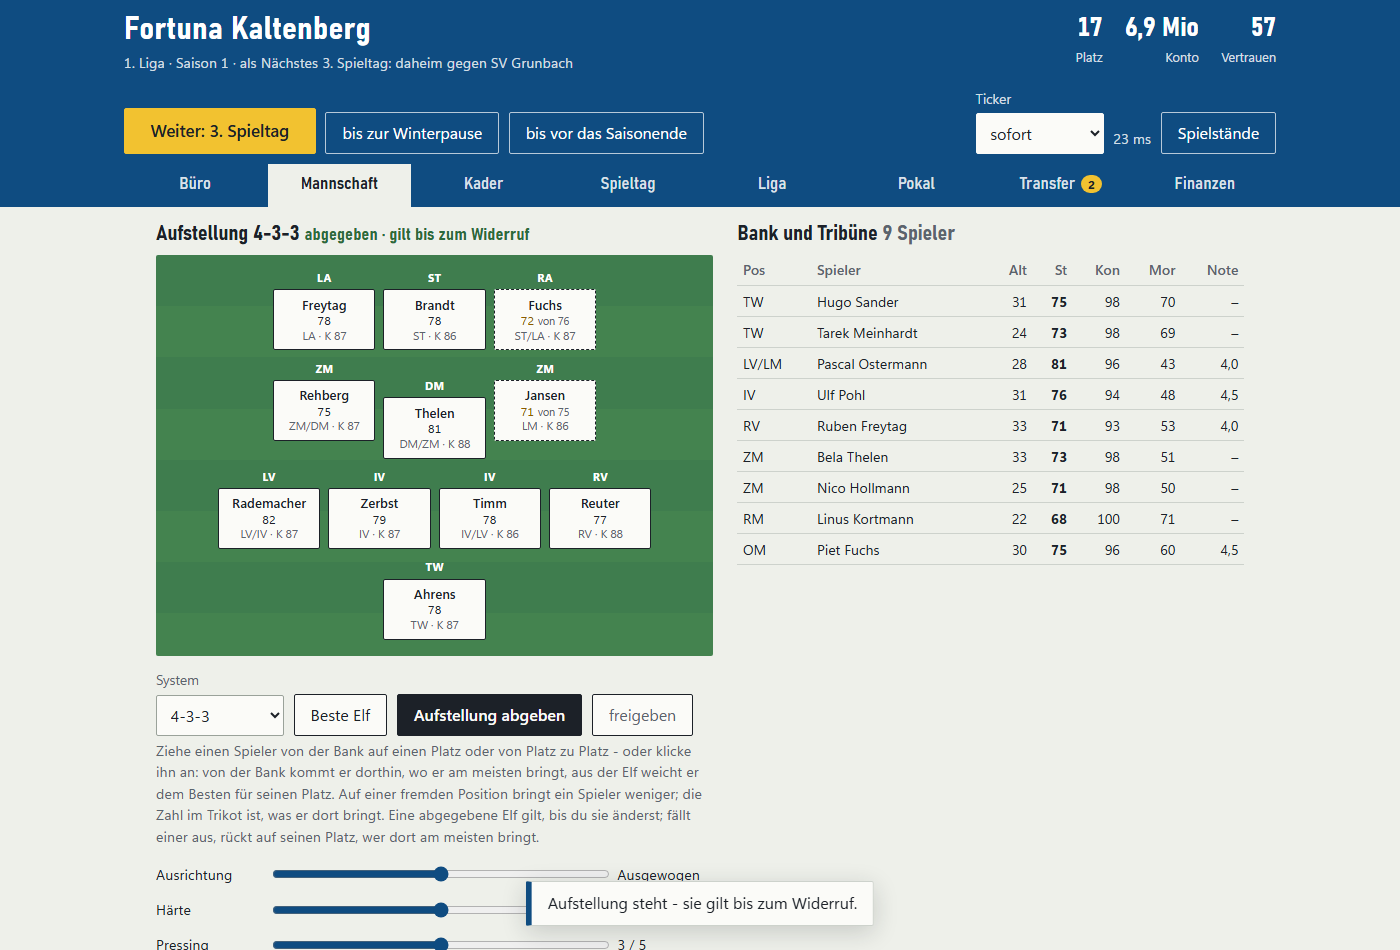 Fortuna Kaltenberg
1. Liga · Saison 1 · als Nächstes 3. Spieltag: daheim gegen SV Grunbach
17 6,9 Mio 57
Platz Konto Vertrauen
Weiter: 3. Spieltag bis zur Winterpause bis vor das Saisonende
Ticker
sofort 23 ms Spielstände
Büro Mannschaft Kader Spieltag Liga Pokal Transfer 2 Finanzen
Aufstellung 4-3-3 abgegeben · gilt bis zum Widerruf
LA ST RA
Freytag Brandt Fuchs
78 78 72 von 76
LA · K 87 ST · K 86 ST/LA · K 87
ZM DM ZM
Rehberg Thelen Jansen
75 81 71 von 75
ZM/DM · K 87 DM/ZM · K 88 LM · K 86
LV IV IV RV
Rademacher Zerbst Timm Reuter
82 79 78 77
LV/IV · K 87 IV · K 87 IV/LV · K 86 RV · K 88
TW
Ahrens
78
TW · K 87
System
4-3-3 Beste Elf Aufstellung abgeben freigeben
Ziehe einen Spieler von der Bank auf einen Platz oder von Platz zu Platz - oder klicke
ihn an: von der Bank kommt er dorthin, wo er am meisten bringt, aus der Elf weicht er
dem Besten für seinen Platz. Auf einer fremden Position bringt ein Spieler weniger; die
Zahl im Trikot ist, was er dort bringt. Eine abgegebene Elf gilt, bis du sie änderst; fällt
einer aus, rückt auf seinen Platz, wer dort am meisten bringt.
Ausrichtung Ausgewogen
Härte
Pressing 3 / 5
Bank und Tribüne 9 Spieler
Pos Spieler Alt St Kon Mor Note
TW Hugo Sander 31 75 98 70 –
TW Tarek Meinhardt 24 73 98 69 –
LV/LM Pascal Ostermann 28 81 96 43 4,0
IV Ulf Pohl 31 76 94 48 4,5
RV Ruben Freytag 33 71 93 53 4,0
ZM Bela Thelen 33 73 98 51 –
ZM Nico Hollmann 25 71 98 50 –
RM Linus Kortmann 22 68 100 71 –
OM Piet Fuchs 30 75 96 60 4,5
Aufstellung steht - sie gilt bis zum Widerruf.